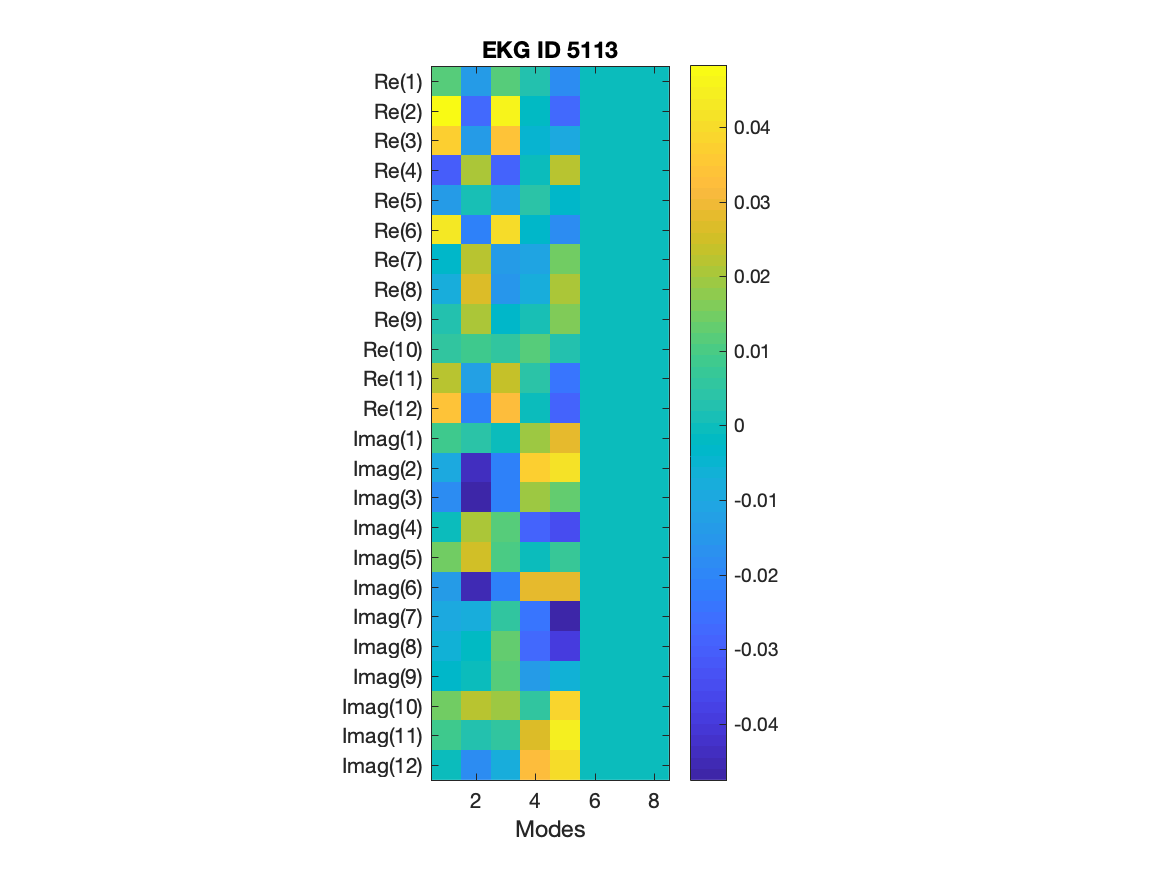 EKG ID 5113
Re(1)
Re(2)
Re(3)
Re(4)
Re(5)
Re(6)
Re(7)
Re(8)
Re(9)
Re(10)
Re(11)
Re(12)
Imag(1)
Imag(2)
Imag(3)
Imag(4)
Imag(5)
Imag(6)
Imag(7)
Imag(8)
Imag(9)
Imag(10)
Imag(11)
Imag(12)
2 4 6 8
Modes
0.04
0.03
0.02
0.01
0
-0.01
-0.02
-0.03
-0.04